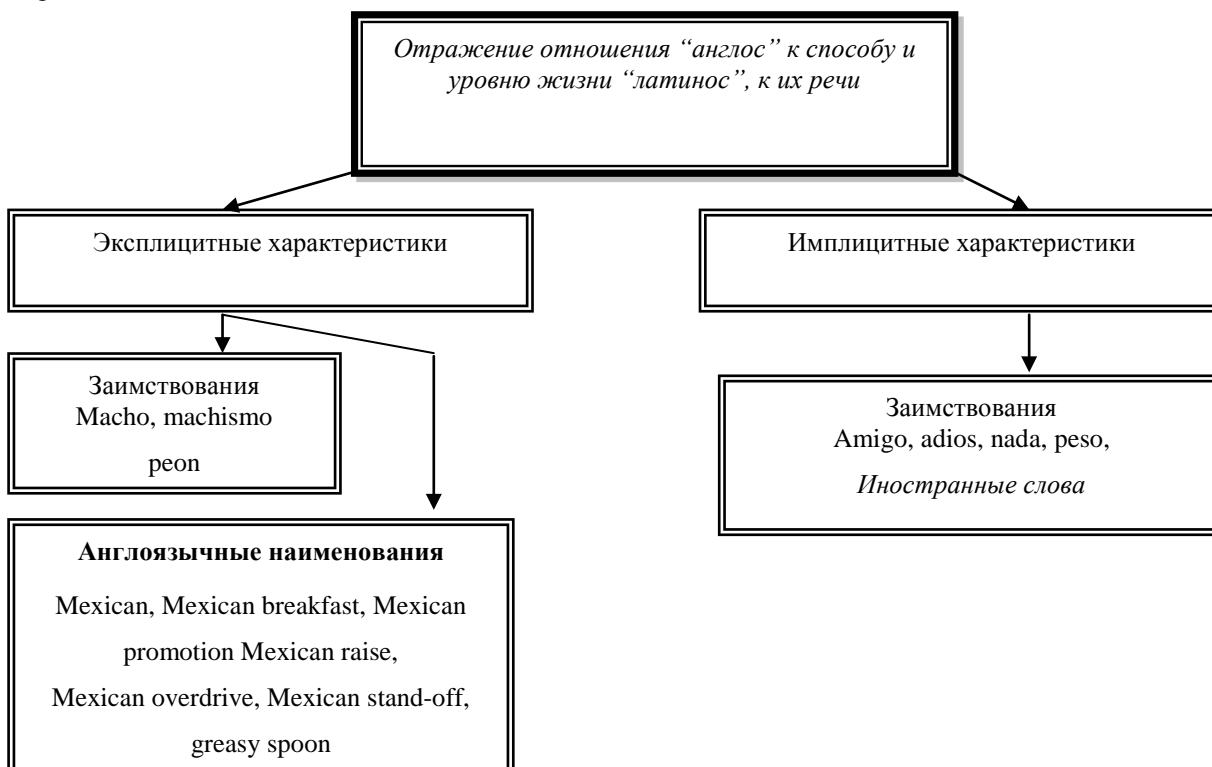 Отражение отношения “англос” к способу и
уровню жизни “латинос”, к их речи
Эксплицитные характеристики
Имплицитные характеристики
Заимствования
Macho, machismo
peon
Заимствования
Amigo, adios, nada, peso,
Иностранные слова
Англоязычные наименования
Mexican, Mexican breakfast, Mexican
promotion Mexican raise,
Mexican overdrive, Mexican stand-off,
greasy spoon